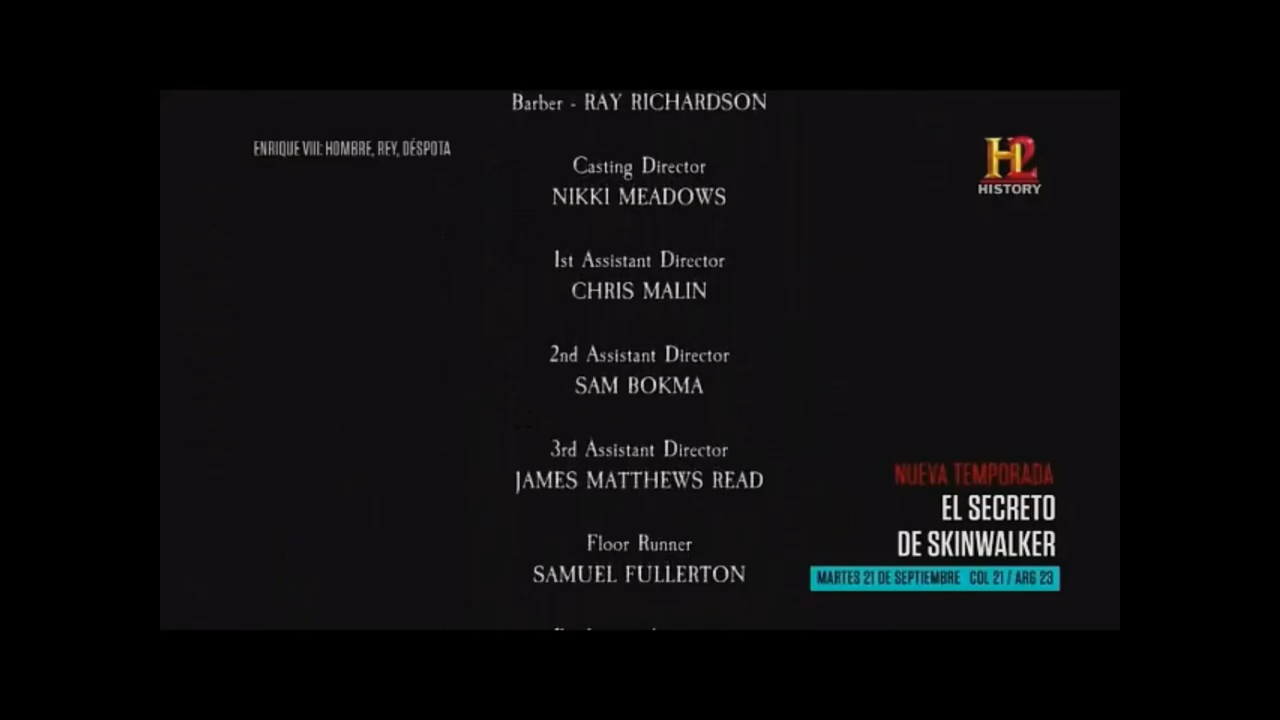 Barber - RAY RICHARDSON
ENRIQUE VIII: HOMBRE, REY, DÉSPOTA
H2
HISTORY
Casting Director
NIKKI MEADOWS
1st Assistant Director
CHRIS MALIN
2nd Assistant Director
SAM BOKMA
3rd Assistant Director
JAMES MATTHEWS READ
Floor Runner
SAMUEL FULLERTON
NUEVA TEMPORADA
EL SECRETO
DE SKINWALKER
MARTES 21 DE SEPTIEMBRE COL 21 / ARG 23